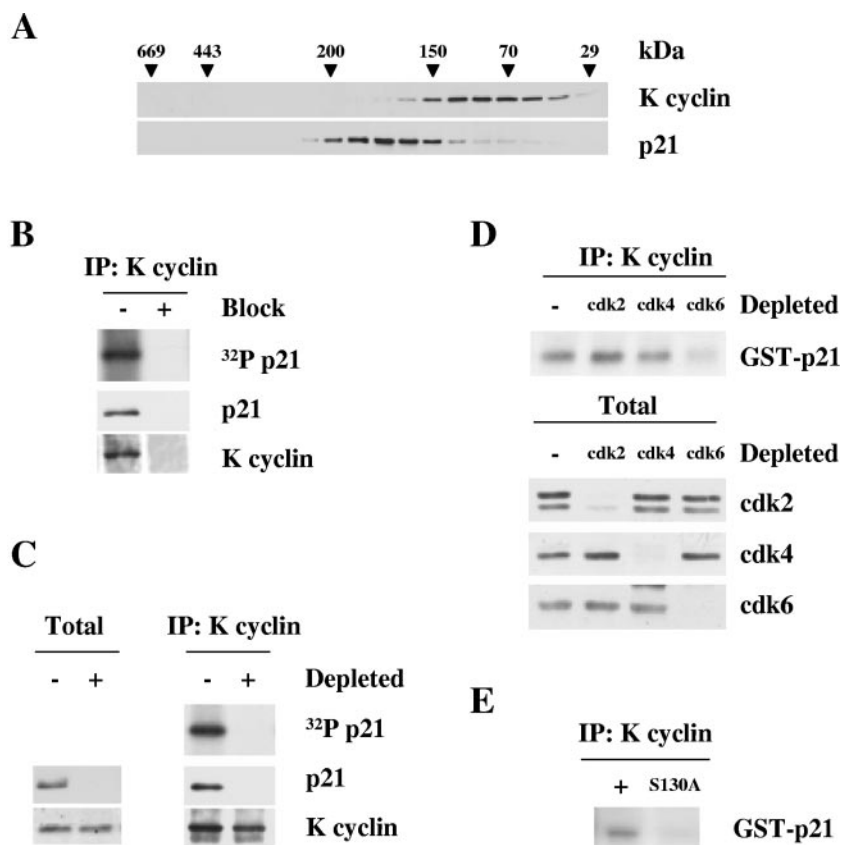 A
669 443 200 150 70 29 kDa
K cyclin
p21
B
IP: K cyclin
- + Block
³²P p21
p21
K cyclin
C
Total
- +
IP: K cyclin
- + Depleted
³²P p21
p21
K cyclin
D
IP: K cyclin
- cdk2 cdk4 cdk6 Depleted
GST-p21
Total
- cdk2 cdk4 cdk6 Depleted
cdk2
cdk4
cdk6
E
IP: K cyclin
+ S130A
GST-p21